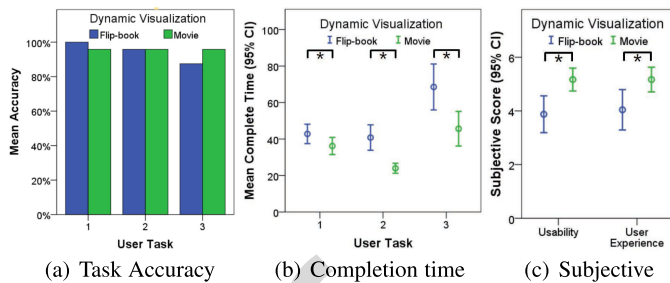 Dynamic Visualization
Flip-book Movie
Mean Accuracy
100%
80%
60%
40%
20%
0%
1 2 3
User Task
(a) Task Accuracy
Dynamic Visualization
Flip-book Movie
Mean Complete Time (95% CI)
100
80
60
40
20
0
* * *
1 2 3
User Task
(b) Completion time
Dynamic Visualization
Flip-book Movie
Subjective Score (95% CI)
6
4
2
0
* *
Usability User
Experience
(c) Subjective